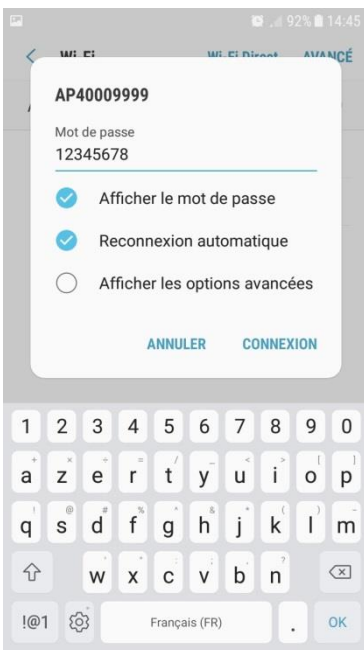 92% 14:45
Wi-Fi Wi-Fi Direct AVANCÉ
AP40009999
Mot de passe
12345678
Afficher le mot de passe
Reconnexion automatique
Afficher les options avancées
ANNULER CONNEXION
1 2 3 4 5 6 7 8 9 0
a z e r t y u i o p
q s d f g h j k l m
w x c v b n
!@1 Français (FR) . OK